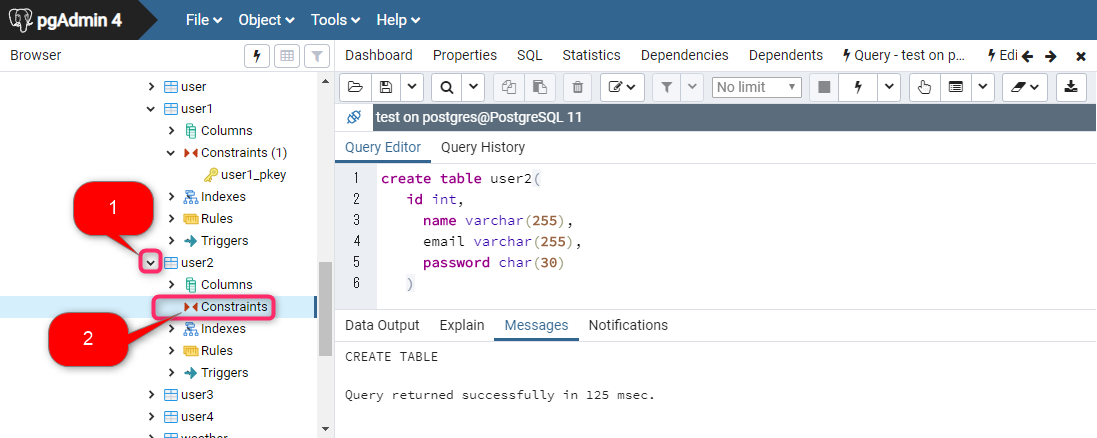 pgAdmin 4
File Object Tools Help
Browser
Dashboard Properties SQL Statistics Dependencies Dependents Query - test on p... Edi
No limit
test on postgres@PostgreSQL 11
Query Editor Query History
user
user1
Columns
Constraints (1)
user1_pkey
Indexes
Rules
Triggers
user2
Columns
Constraints
Indexes
Rules
Triggers
user3
user4
1
2
1 create table user2(
2 id int,
3 name varchar(255),
4 email varchar(255),
5 password char(30)
6 )
Data Output Explain Messages Notifications
CREATE TABLE
Query returned successfully in 125 msec.